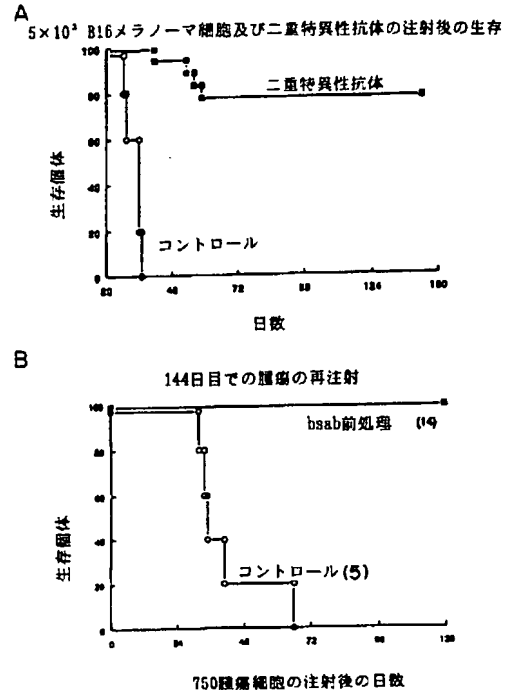 A
5×10³ B16メラノーマ細胞及び二重特異性抗体の注射後の生存
生存個体
100
80
60
40
20
0
二重特異性抗体
コントロール
48
72
日数
B
144日目での腫瘍の再注射
生存個体
100
80
60
40
20
0
bsab前処理 (14)
コントロール(5)
0
72
750腫瘍細胞の注射後の日数